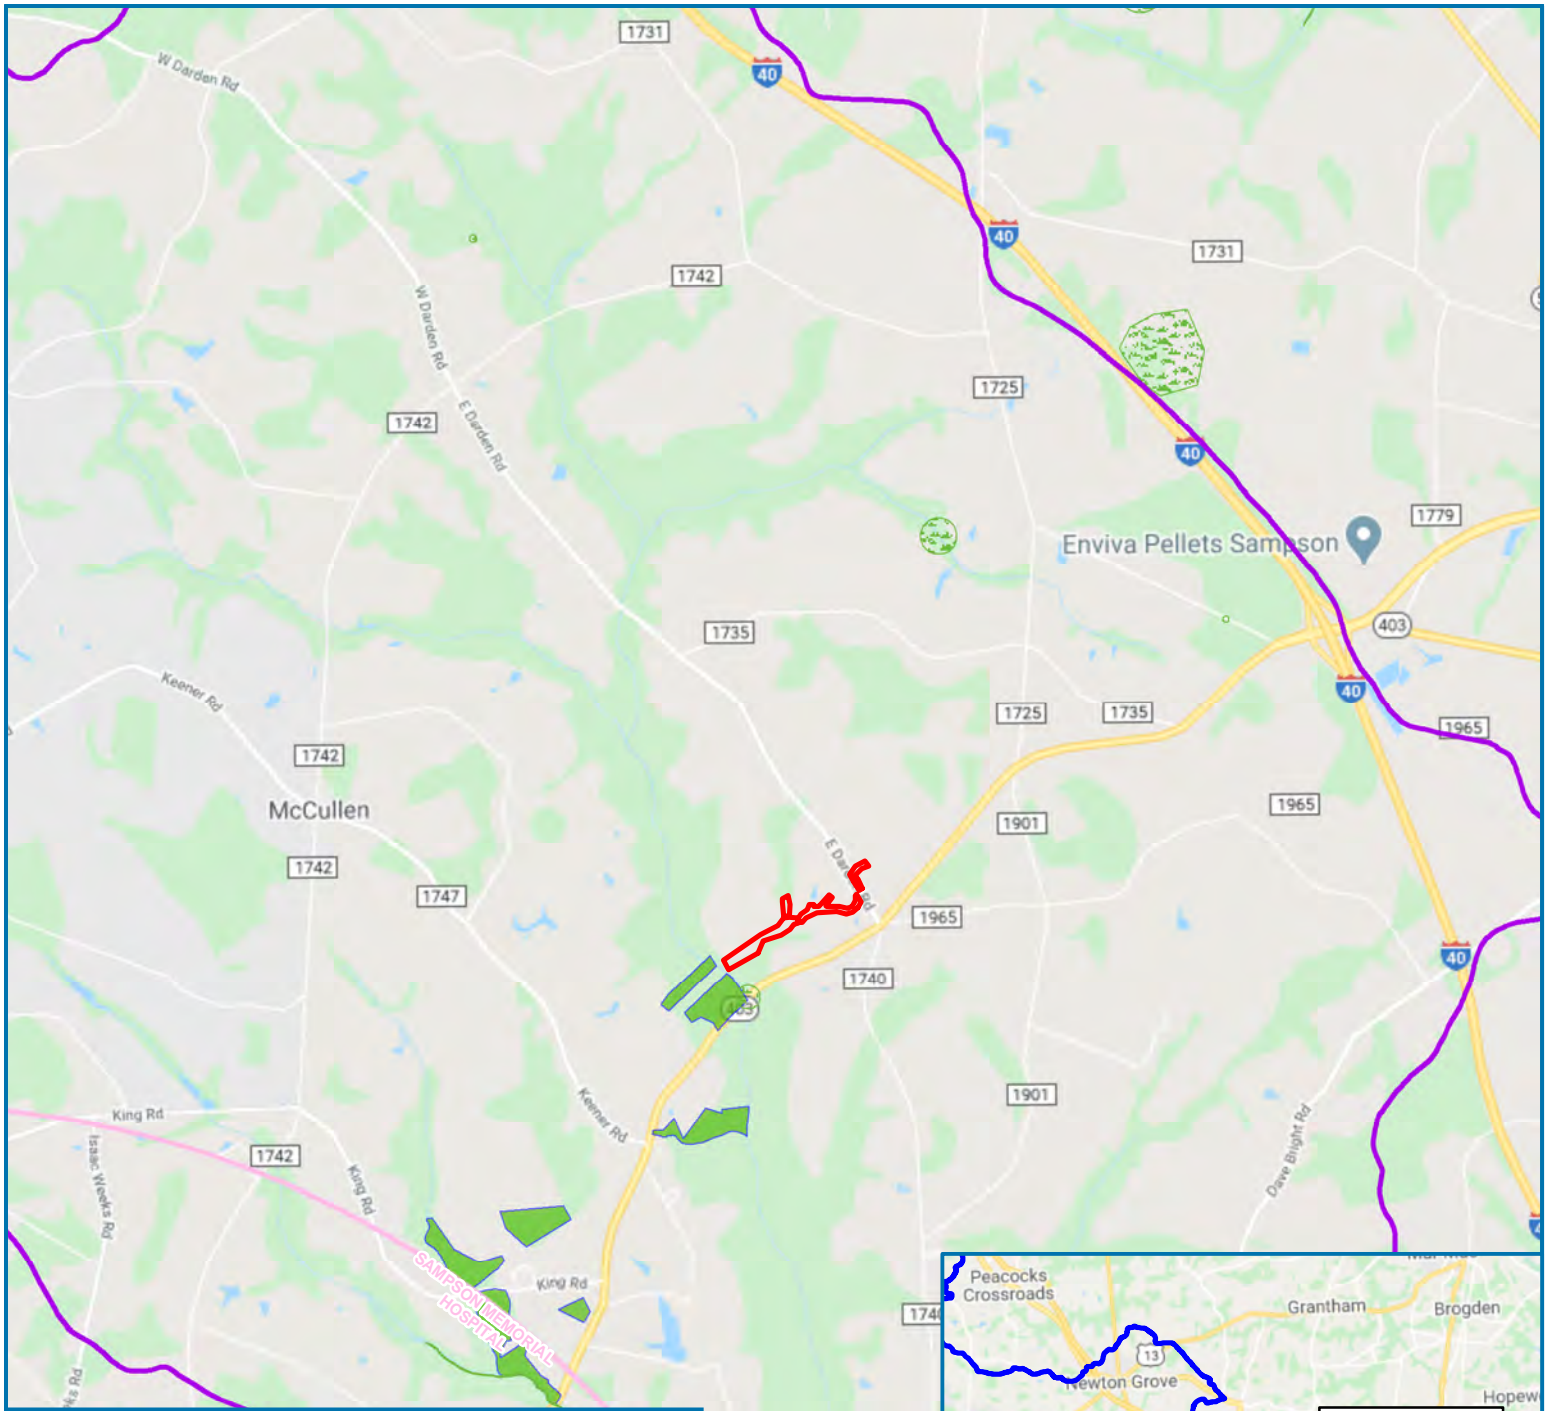 1731
W Darden Rd
40
40
1731
1742
W Darden Rd
1725
1742
E Darden Rd
40
1779
Enviva Pellets Sampson
403
1735
Keener Rd
40
1725
1735
1965
1742
McCullen
1965
1901
E Darden Rd
1742
1747
1965
40
1740
403
1901
King Rd
Keener Rd
Isaac Weeks Rd
1742
King Rd
Dave Bright Rd
SAMPSON MEMORIAL
HOSPITAL
King Rd
Peacocks
Crossroads
Grantham
Brogden
13
Newton Grove